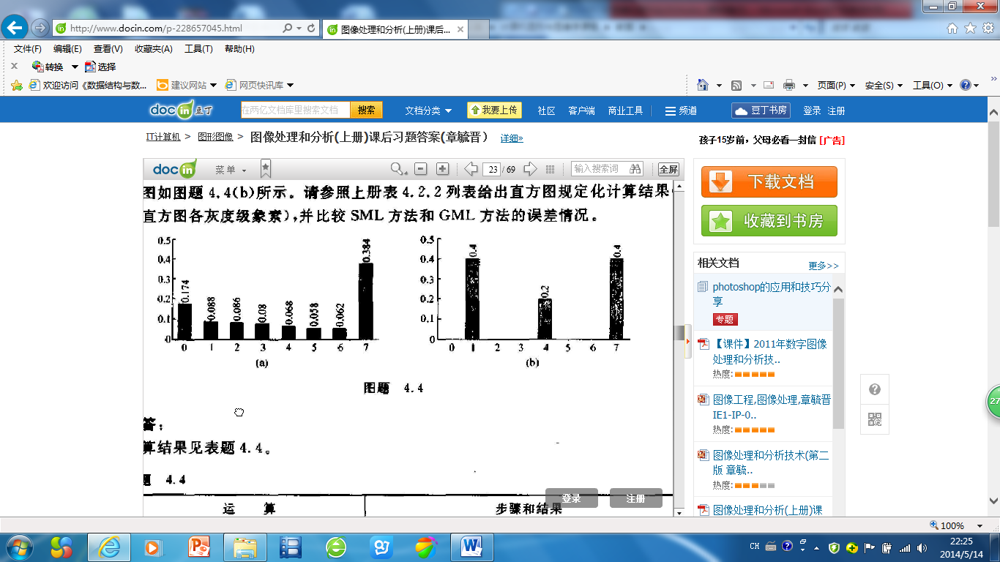 http://www.docin.com/p-228657045.html
图像处理和分析(上册)课后...
文件(F) 编辑(E) 查看(V) 收藏夹(A) 工具(T) 帮助(H)
转换 选择
欢迎访问《数据结构与数... 建议网站 网页快讯库 页面(P) 安全(S) 工具(O)
docin 豆丁 在两亿文档库里搜索文档 搜索 文档分类 我要上传 社区 客户端 商业工具 频道 豆丁书房 登录 注册
IT计算机 > 图形图像 > 图像处理和分析(上册)课后习题答案(章毓晋) 详细»
孩子15岁前，父母必看一封信 [广告]
docin 菜单 23 / 69 输入搜索词 全屏
图如图题 4.4(b)所示。请参照上册表 4.2.2 列表给出直方图规定化计算结果(
直方图各灰度级象素),并比较 SML 方法和 GML 方法的误差情况。
0.5
0.4
0.3
0.2
0.1
0
0.174
0.088
0.086
0.08
0.068
0.058
0.062
0.384
0 1 2 3 4 5 6 7
(a)
0.5
0.4
0.3
0.2
0.1
0
0.4
0.2
0.4
0 1 2 3 4 5 6 7
(b)
图题 4.4
答:
算结果见表题 4.4。
题 4.4
运 算 步骤和结果
登录 注册
下载文档
收藏到书房
相关文档 更多>>
photoshop的应用和技巧分
享
专题
【课件】2011年数字图像
处理和分析技..
热度:
图像工程,图像处理,章毓晋
IE1-IP-0..
热度:
图像处理和分析技术(第二
版 章毓..
热度:
图像处理和分析(上册)课
27
100%
CH
22:25
2014/5/14